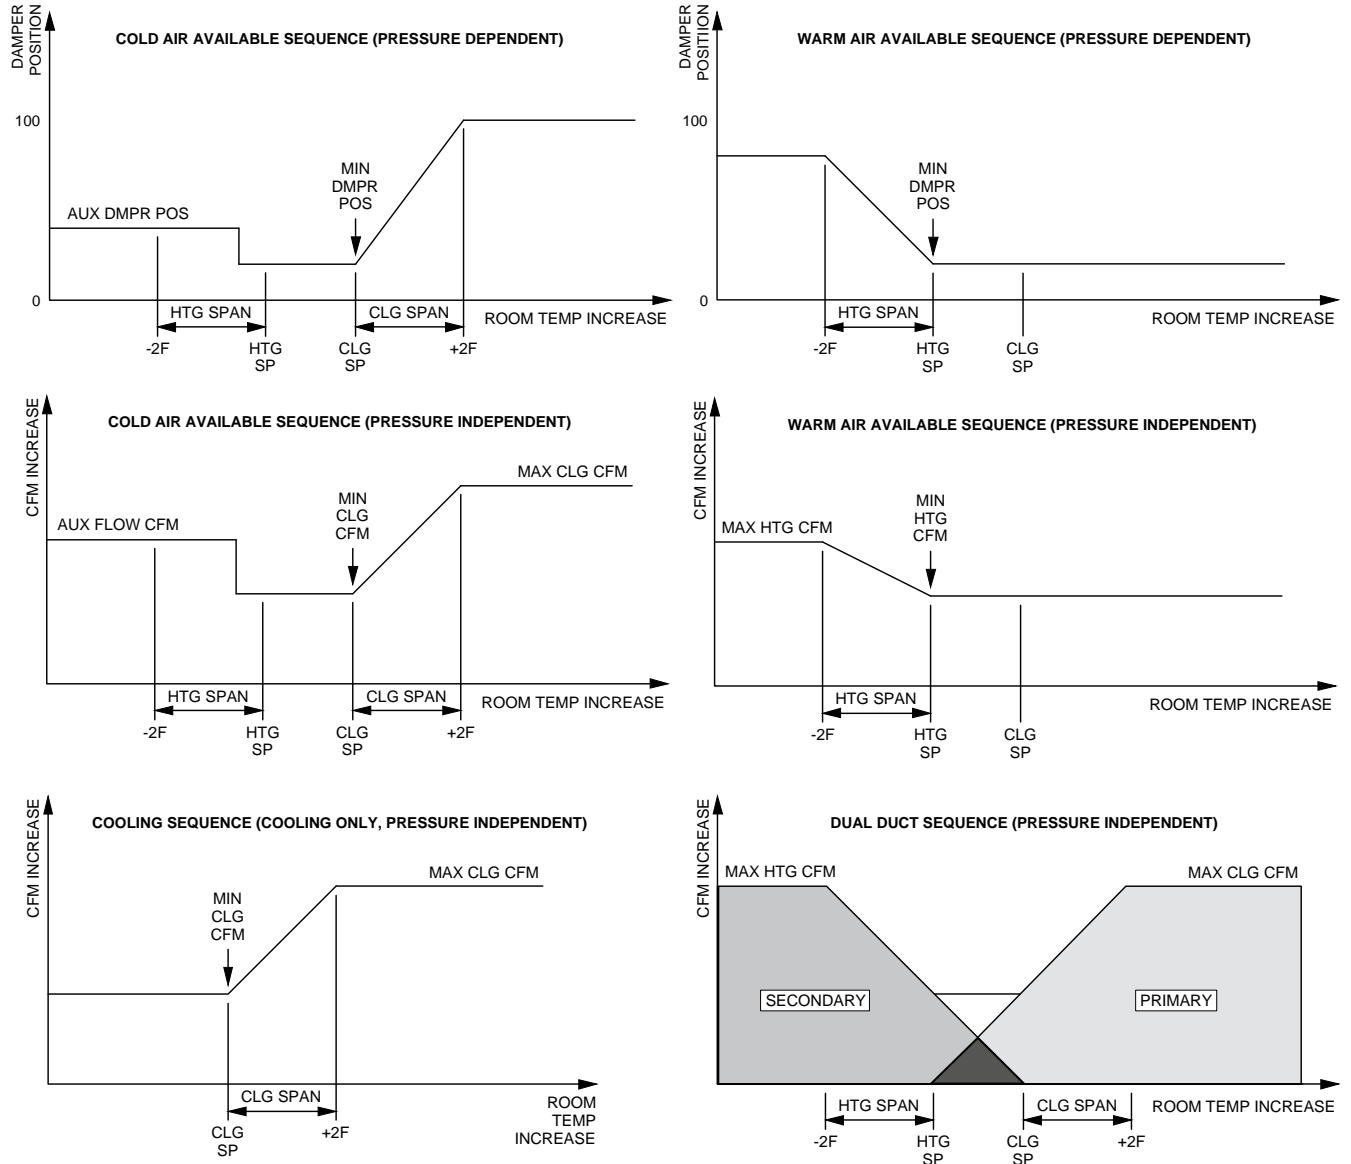 DAMPER
POSITION
COLD AIR AVAILABLE SEQUENCE (PRESSURE DEPENDENT)
100
MIN
DMPR
POS
AUX DMPR POS
0
HTG SPAN
CLG SPAN
ROOM TEMP INCREASE
-2F
HTG
SP
CLG
SP
+2F
DAMPER
POSITION
WARM AIR AVAILABLE SEQUENCE (PRESSURE DEPENDENT)
100
MIN
DMPR
POS
0
HTG SPAN
ROOM TEMP INCREASE
-2F
HTG
SP
CLG
SP
CFM INCREASE
COLD AIR AVAILABLE SEQUENCE (PRESSURE INDEPENDENT)
MAX CLG CFM
MIN
CLG
CFM
AUX FLOW CFM
HTG SPAN
CLG SPAN
ROOM TEMP INCREASE
-2F
HTG
SP
CLG
SP
+2F
CFM INCREASE
WARM AIR AVAILABLE SEQUENCE (PRESSURE INDEPENDENT)
MIN
HTG
CFM
MAX HTG CFM
HTG SPAN
ROOM TEMP INCREASE
-2F
HTG
SP
CLG
SP
CFM INCREASE
COOLING SEQUENCE (COOLING ONLY, PRESSURE INDEPENDENT)
MAX CLG CFM
MIN
CLG
CFM
CLG SPAN
ROOM
TEMP
INCREASE
CLG
SP
+2F
CFM INCREASE
DUAL DUCT SEQUENCE (PRESSURE INDEPENDENT)
MAX HTG CFM
MAX CLG CFM
SECONDARY
PRIMARY
HTG SPAN
CLG SPAN
ROOM TEMP INCREASE
-2F
HTG
SP
CLG
SP
+2F